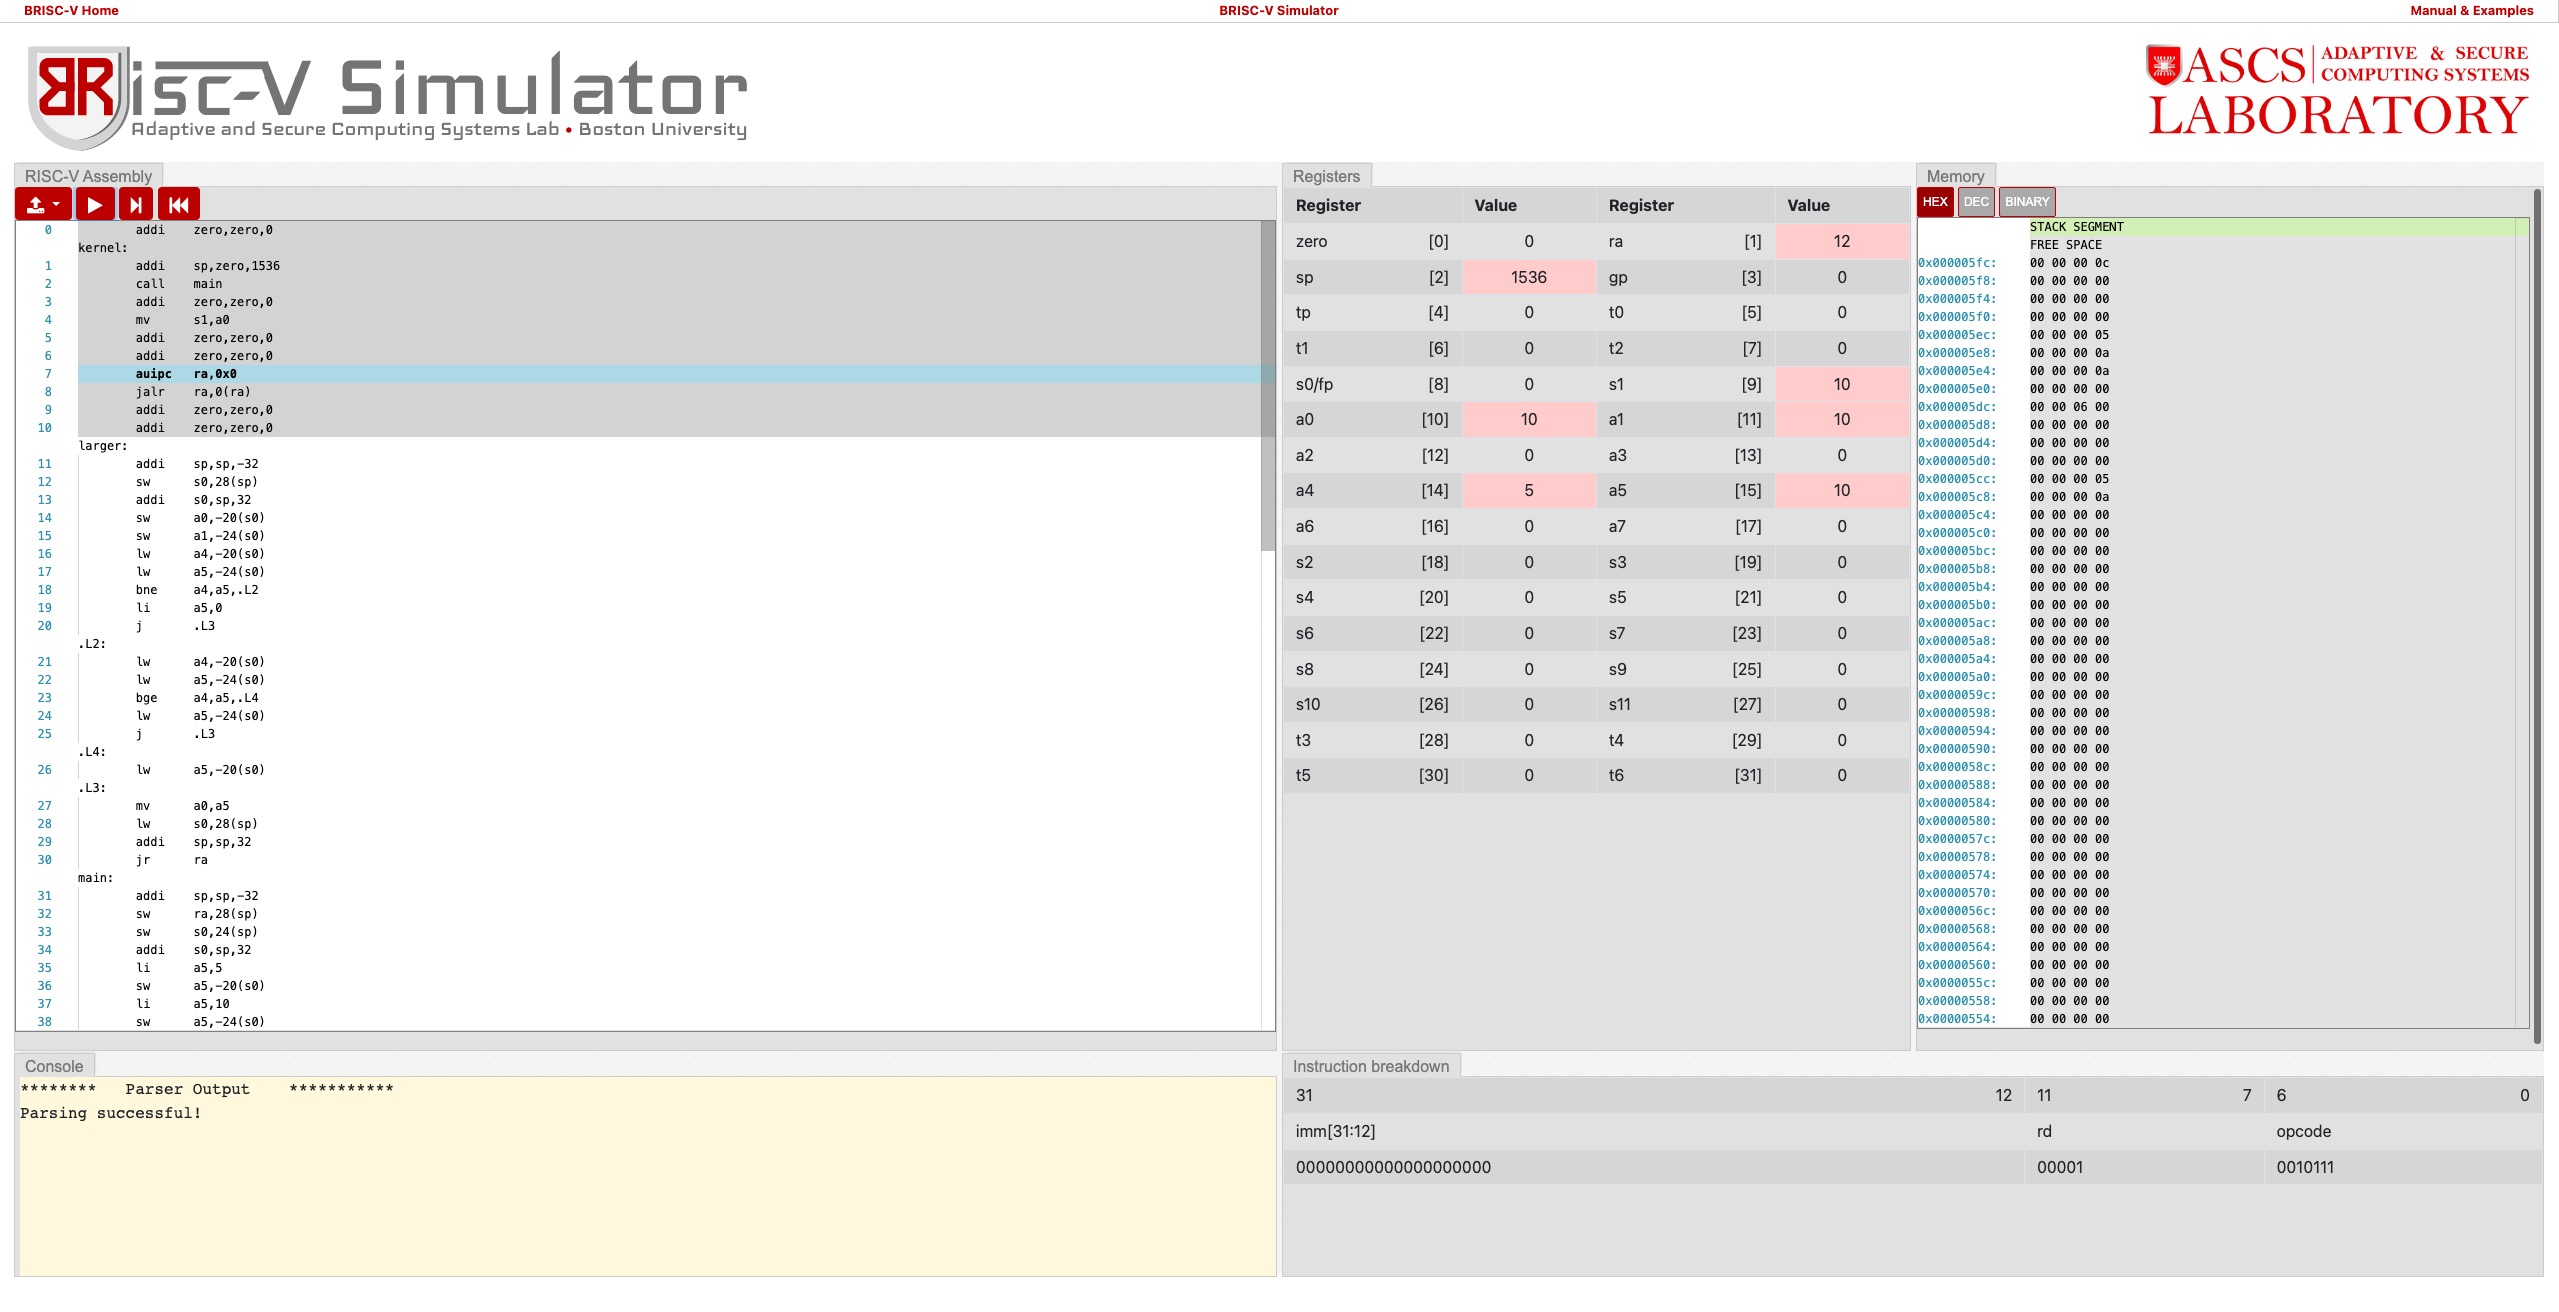 BRISC-V Home BRISC-V Simulator Manual & Examples
BRisc-V Simulator
Adaptive and Secure Computing Systems Lab • Boston University
ASCS ADAPTIVE & SECURE
COMPUTING SYSTEMS
LABORATORY
RISC-V Assembly
0 addi zero,zero,0
kernel:
1 addi sp,zero,1536
2 call main
3 addi zero,zero,0
4 mv s1,a0
5 addi zero,zero,0
6 addi zero,zero,0
7 auipc ra,0x0
8 jalr ra,0(ra)
9 addi zero,zero,0
10 addi zero,zero,0
larger:
11 addi sp,sp,-32
12 sw s0,28(sp)
13 addi s0,sp,32
14 sw a0,-20(s0)
15 sw a1,-24(s0)
16 lw a4,-20(s0)
17 lw a5,-24(s0)
18 bne a4,a5,.L2
19 li a5,0
20 j .L3
.L2:
21 lw a4,-20(s0)
22 lw a5,-24(s0)
23 bge a4,a5,.L4
24 lw a5,-24(s0)
25 j .L3
.L4:
26 lw a5,-20(s0)
.L3:
27 mv a0,a5
28 lw s0,28(sp)
29 addi sp,sp,32
30 jr ra
main:
31 addi sp,sp,-32
32 sw ra,28(sp)
33 sw s0,24(sp)
34 addi s0,sp,32
35 li a5,5
36 sw a5,-20(s0)
37 li a5,10
38 sw a5,-24(s0)
Registers
Register Value Register Value
zero [0] 0 ra [1] 12
sp [2] 1536 gp [3] 0
tp [4] 0 t0 [5] 0
t1 [6] 0 t2 [7] 0
s0/fp [8] 0 s1 [9] 10
a0 [10] 10 a1 [11] 10
a2 [12] 0 a3 [13] 0
a4 [14] 5 a5 [15] 10
a6 [16] 0 a7 [17] 0
s2 [18] 0 s3 [19] 0
s4 [20] 0 s5 [21] 0
s6 [22] 0 s7 [23] 0
s8 [24] 0 s9 [25] 0
s10 [26] 0 s11 [27] 0
t3 [28] 0 t4 [29] 0
t5 [30] 0 t6 [31] 0
Memory
HEX DEC BINARY
STACK SEGMENT
FREE SPACE
0x000005fc: 00 00 00 0c
0x000005f8: 00 00 00 00
0x000005f4: 00 00 00 00
0x000005f0: 00 00 00 00
0x000005ec: 00 00 00 05
0x000005e8: 00 00 00 0a
0x000005e4: 00 00 00 0a
0x000005e0: 00 00 00 00
0x000005dc: 00 00 06 00
0x000005d8: 00 00 00 00
0x000005d4: 00 00 00 00
0x000005d0: 00 00 00 00
0x000005cc: 00 00 00 05
0x000005c8: 00 00 00 0a
0x000005c4: 00 00 00 00
0x000005c0: 00 00 00 00
0x000005bc: 00 00 00 00
0x000005b8: 00 00 00 00
0x000005b4: 00 00 00 00
0x000005b0: 00 00 00 00
0x000005ac: 00 00 00 00
0x000005a8: 00 00 00 00
0x000005a4: 00 00 00 00
0x000005a0: 00 00 00 00
0x0000059c: 00 00 00 00
0x00000598: 00 00 00 00
0x00000594: 00 00 00 00
0x00000590: 00 00 00 00
0x0000058c: 00 00 00 00
0x00000588: 00 00 00 00
0x00000584: 00 00 00 00
0x00000580: 00 00 00 00
0x0000057c: 00 00 00 00
0x00000578: 00 00 00 00
0x00000574: 00 00 00 00
0x00000570: 00 00 00 00
0x0000056c: 00 00 00 00
0x00000568: 00 00 00 00
0x00000564: 00 00 00 00
0x00000560: 00 00 00 00
0x0000055c: 00 00 00 00
0x00000558: 00 00 00 00
0x00000554: 00 00 00 00
Console
******** Parser Output ***********
Parsing successful!
Instruction breakdown
31 12 11 7 6 0
imm[31:12] rd opcode
00000000000000000000 00001 0010111